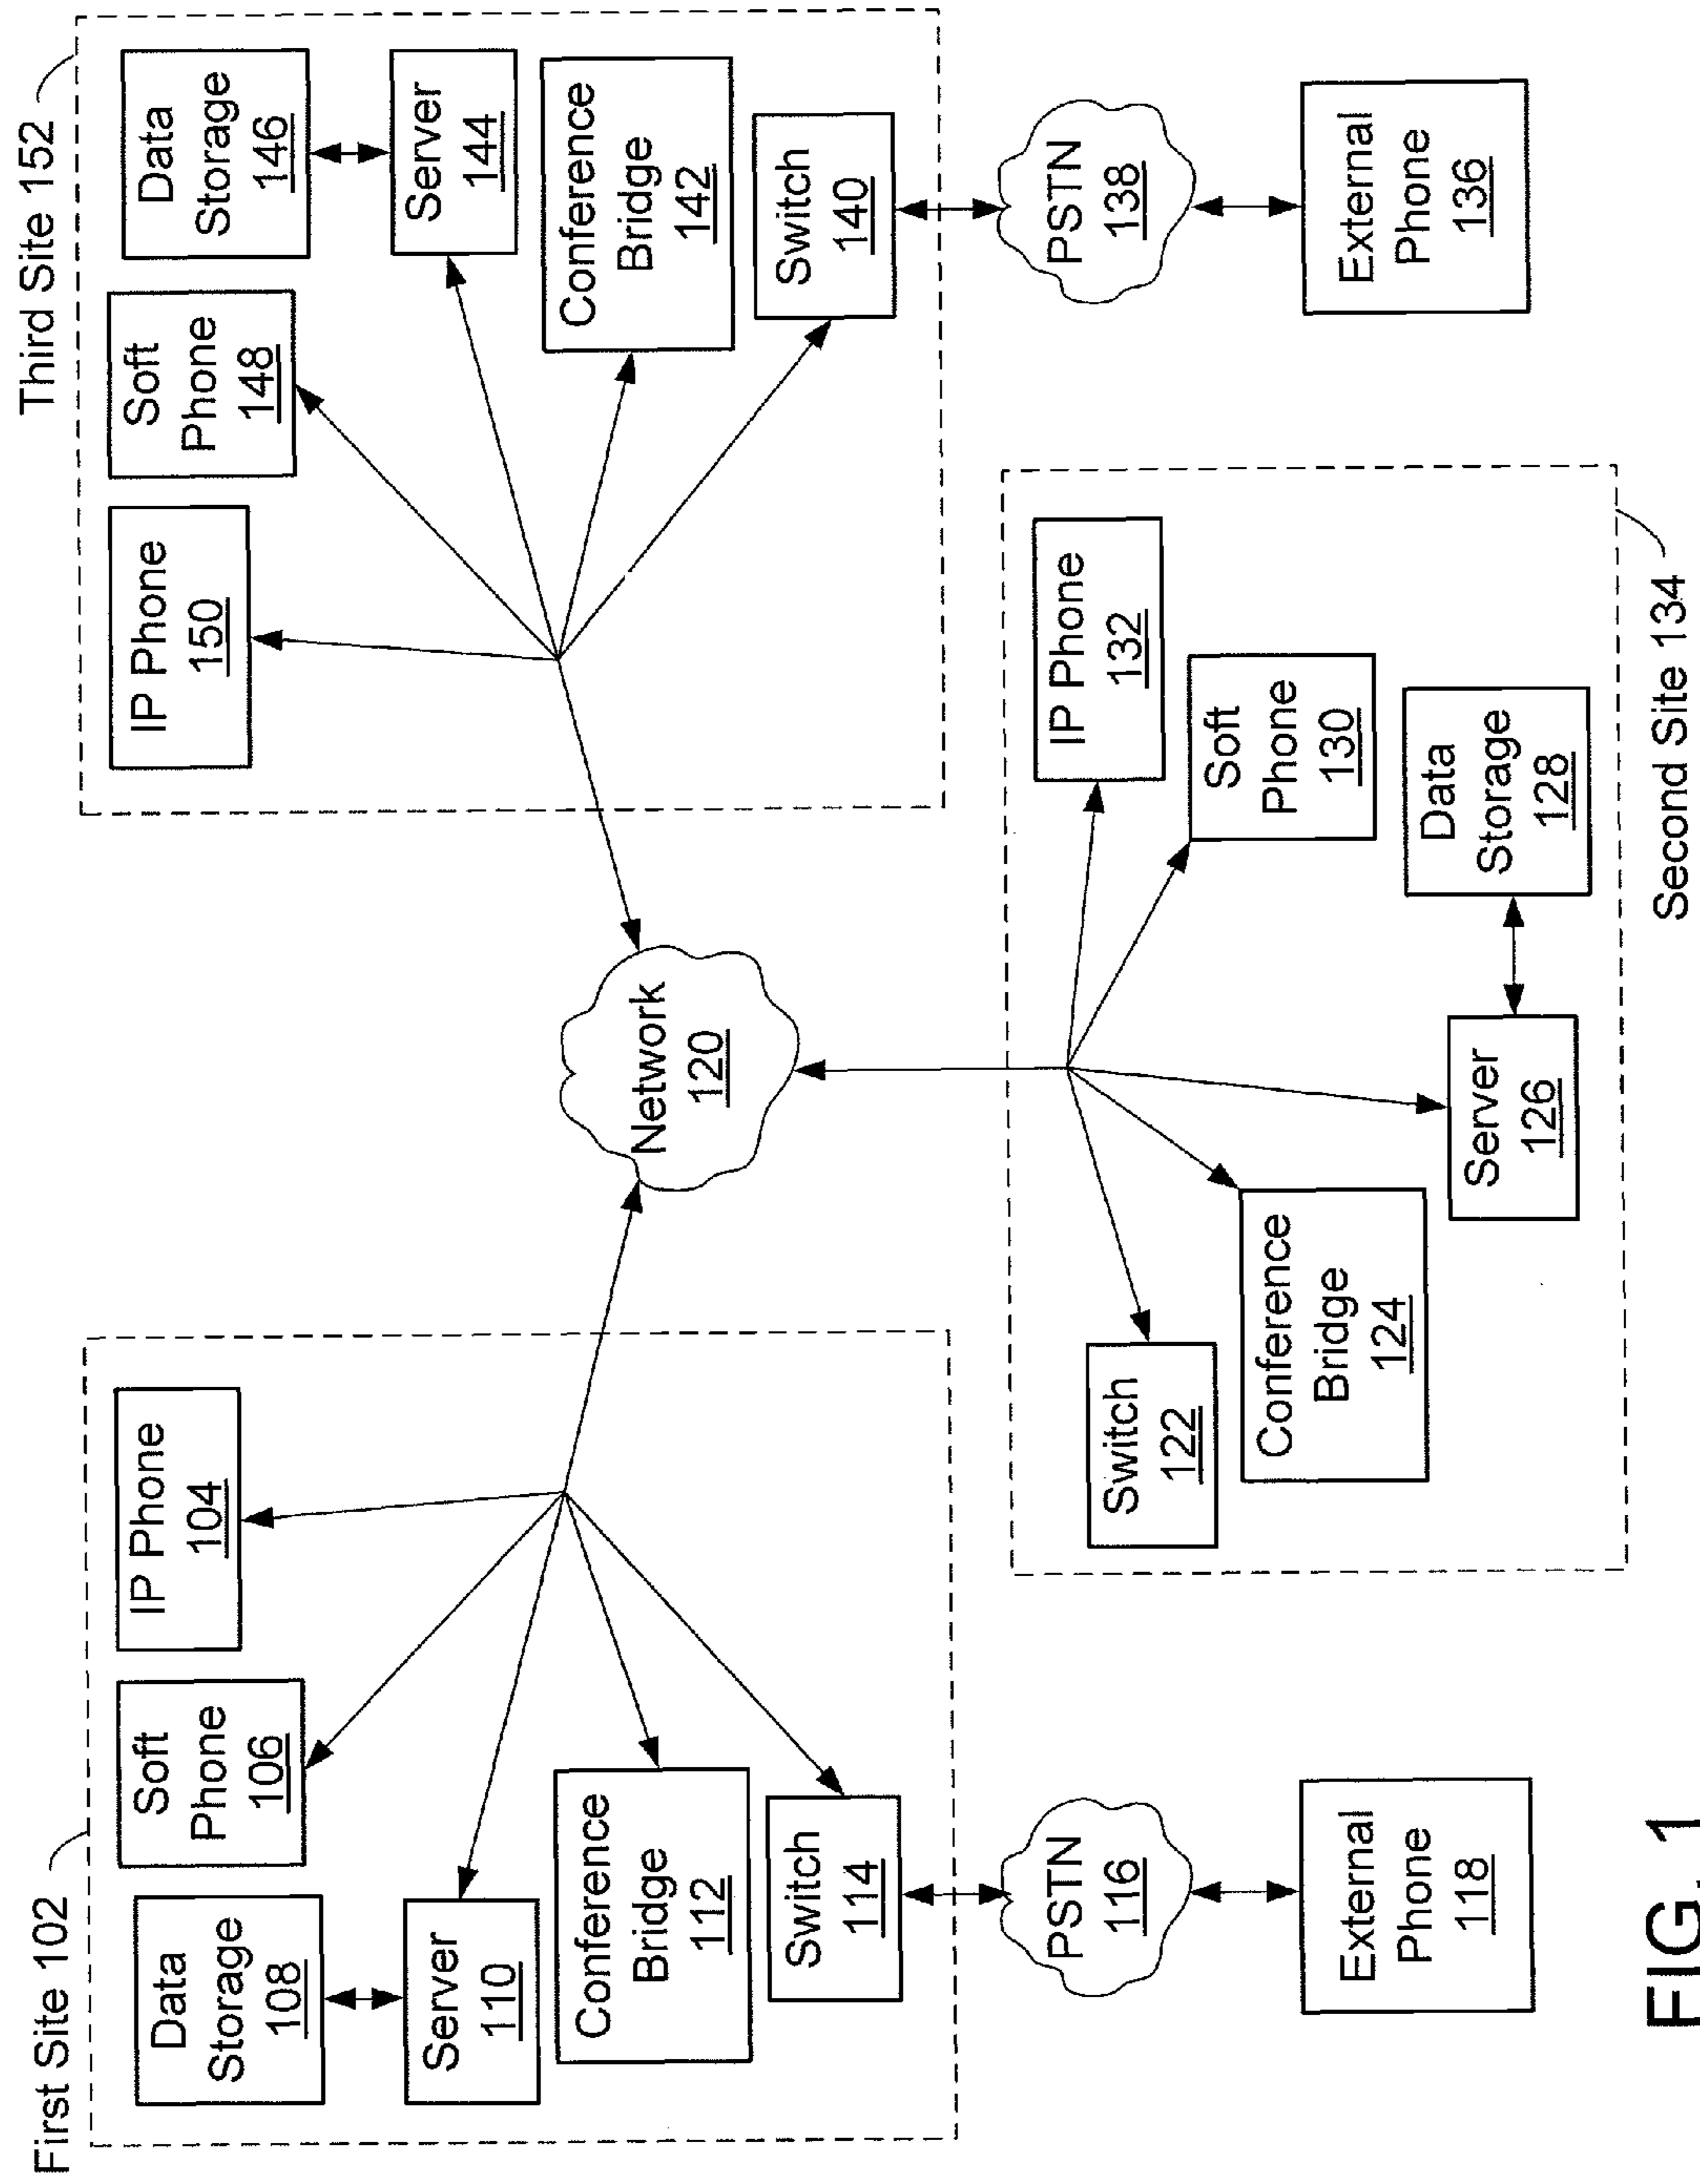 First Site 102
Data
Storage
108
Soft
Phone
106
IP Phone
104
Server
110
Conference
Bridge
112
Switch
114
PSTN
116
External
Phone
118
Network
120
Third Site 152
IP Phone
150
Soft
Phone
148
Data
Storage
146
Server
144
Conference
Bridge
142
Switch
140
PSTN
138
External
Phone
136
Switch
122
Conference
Bridge
124
Server
126
Data
Storage
128
Soft
Phone
130
IP Phone
132
Second Site 134
FIG. 1